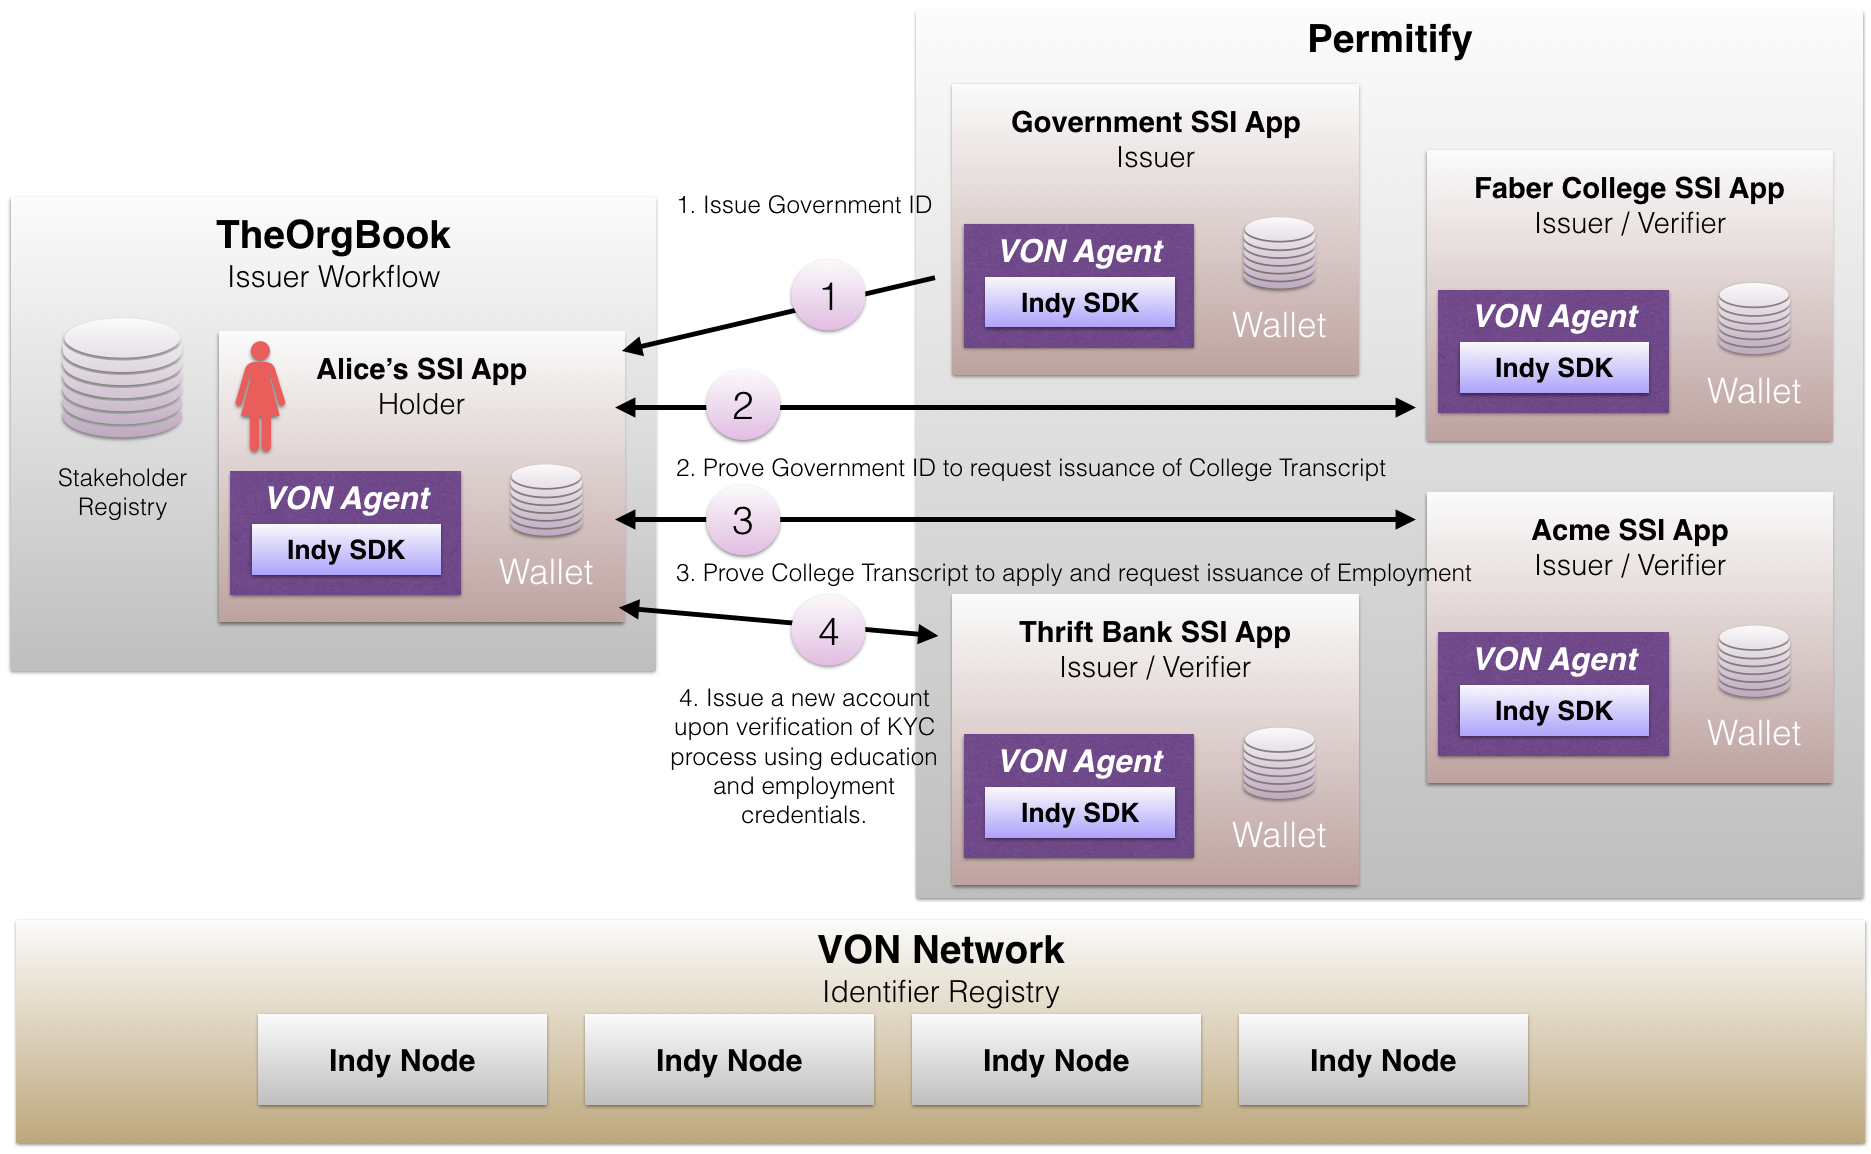 Permitify
Government SSI App
Issuer
VON Agent
Indy SDK
Wallet
Faber College SSI App
Issuer / Verifier
VON Agent
Indy SDK
Wallet
TheOrgBook
Issuer Workflow
Stakeholder
Registry
Alice’s SSI App
Holder
VON Agent
Indy SDK
Wallet
1. Issue Government ID
1
2
2. Prove Government ID to request issuance of College Transcript
3
3. Prove College Transcript to apply and request issuance of Employment
4
4. Issue a new account
upon verification of KYC
process using education
and employment
credentials.
Acme SSI App
Issuer / Verifier
VON Agent
Indy SDK
Wallet
Thrift Bank SSI App
Issuer / Verifier
VON Agent
Indy SDK
Wallet
VON Network
Identifier Registry
Indy Node
Indy Node
Indy Node
Indy Node